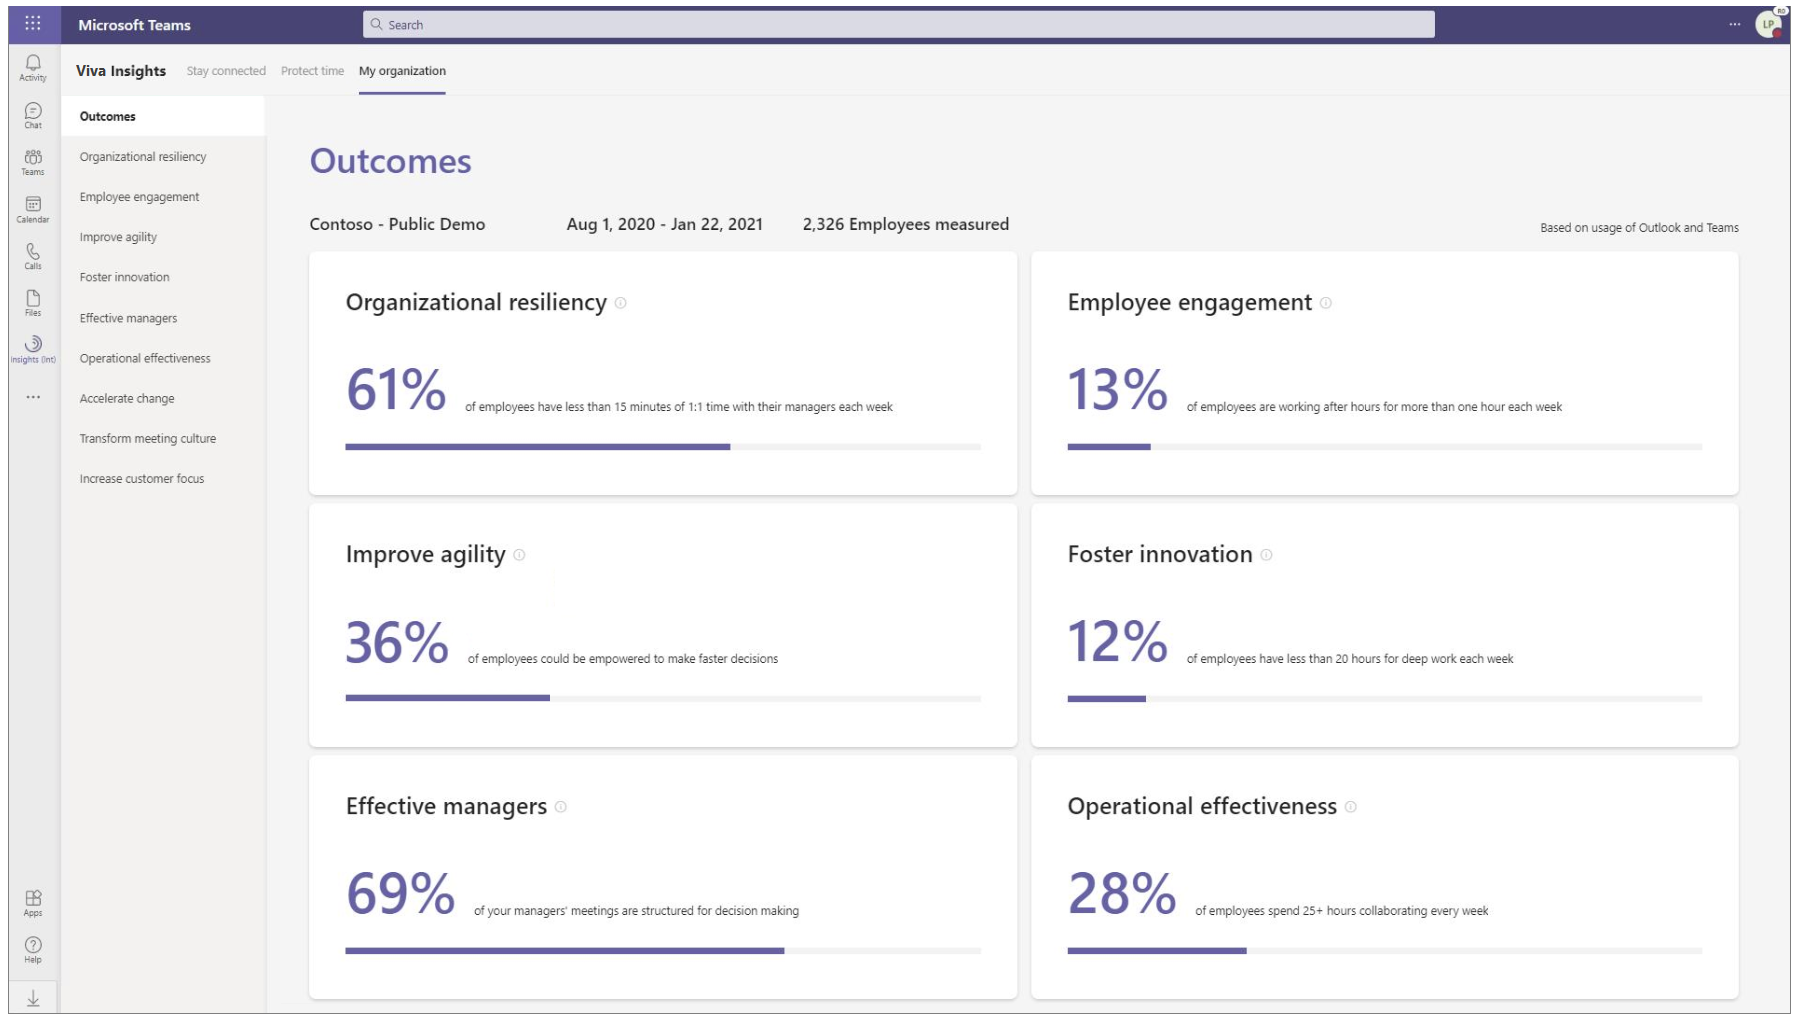 Microsoft Teams
Search
LP
RO
Activity
Chat
Teams
Calendar
Calls
Files
Insights (Int)
Apps
Help
Viva Insights
Stay connected
Protect time
My organization
Outcomes
Organizational resiliency
Employee engagement
Improve agility
Foster innovation
Effective managers
Operational effectiveness
Accelerate change
Transform meeting culture
Increase customer focus
Outcomes
Contoso - Public Demo
Aug 1, 2020 - Jan 22, 2021
2,326 Employees measured
Based on usage of Outlook and Teams
Organizational resiliency
61% of employees have less than 15 minutes of 1:1 time with their managers each week
Employee engagement
13% of employees are working after hours for more than one hour each week
Improve agility
36% of employees could be empowered to make faster decisions
Foster innovation
12% of employees have less than 20 hours for deep work each week
Effective managers
69% of your managers' meetings are structured for decision making
Operational effectiveness
28% of employees spend 25+ hours collaborating every week